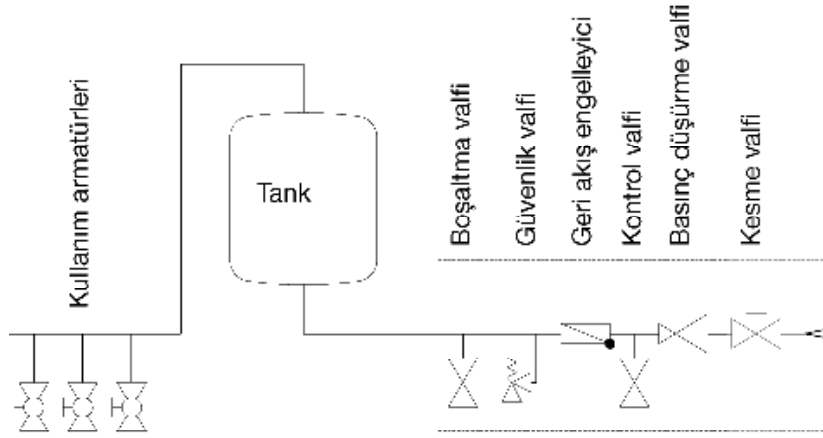 Kullanım armatürleri
Tank
Boşaltma valfi
Güvenlik valfi
Geri akış engelleyici
Kontrol valfi
Basınç düşürme valfi
Kesme valfi